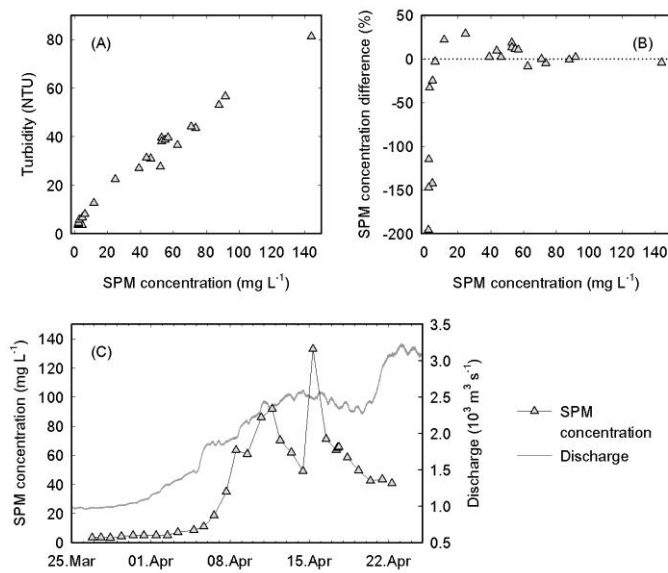 (A)
Turbidity (NTU)
80
60
40
20
0
0 20 40 60 80 100 120 140
SPM concentration (mg L-1)
(B)
SPM concentration difference (%)
50
25
0
-50
-100
-150
-200
0 20 40 60 80 100 120 140
SPM concentration (mg L-1)
(C)
SPM concentration (mg L-1)
140
120
100
80
60
40
20
0
25.Mar 01.Apr 08.Apr 15.Apr 22.Apr
3.5
3.0
2.5
2.0
1.5
1.0
0.5
Discharge (10³ m³ s-1)
SPM
concentration
Discharge